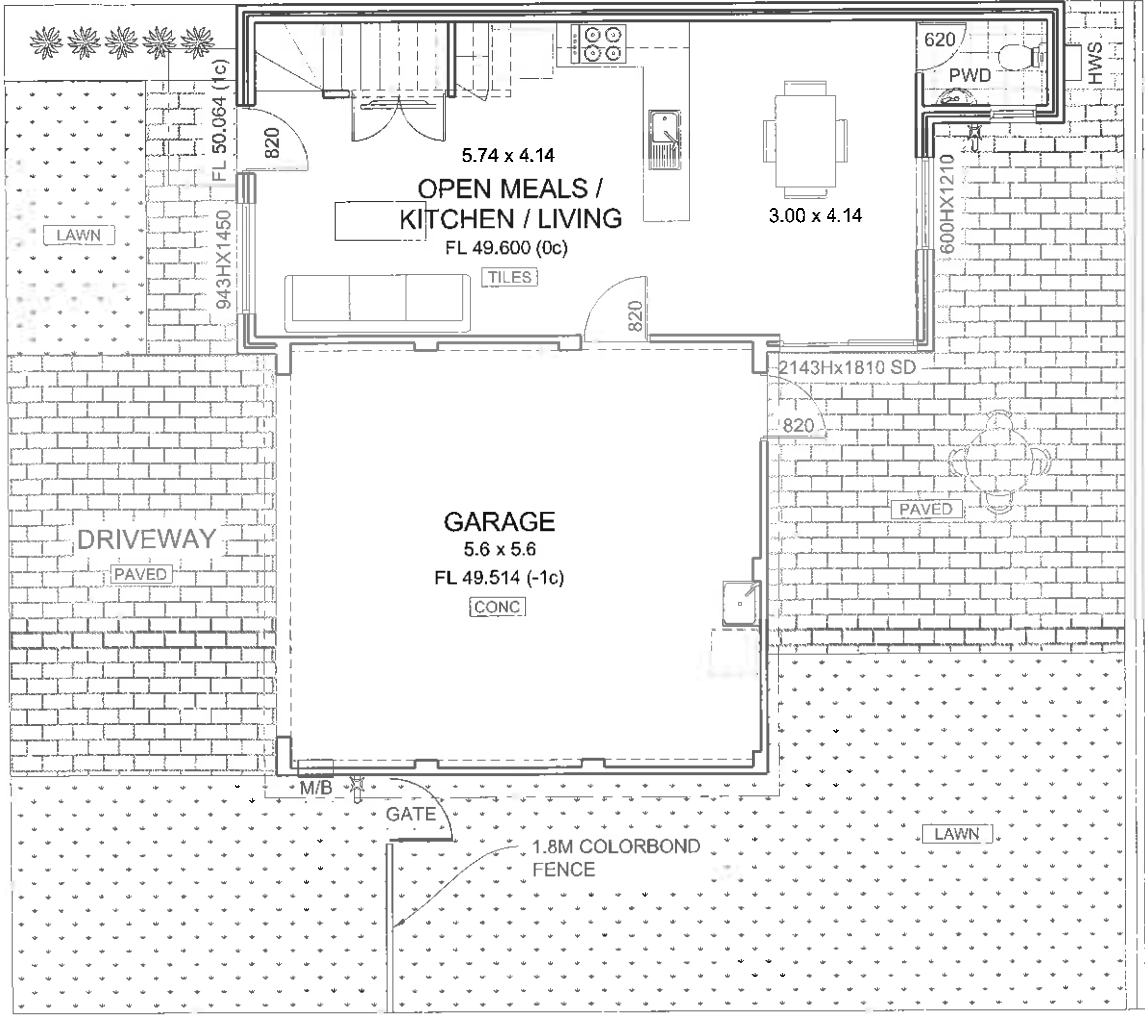 620
PWD
HWS
FL 50.064 (1c)
820
5.74 x 4.14
OPEN MEALS /
KITCHEN / LIVING
FL 49.600 (0c)
TILES
3.00 x 4.14
600HX1210
LAWN
943HX1450
820
2143Hx1810 SD
820
GARAGE
5.6 x 5.6
FL 49.514 (-1c)
CONC
DRIVEWAY
PAVED
PAVED
M/B
GATE
1.8M COLORBOND
FENCE
LAWN